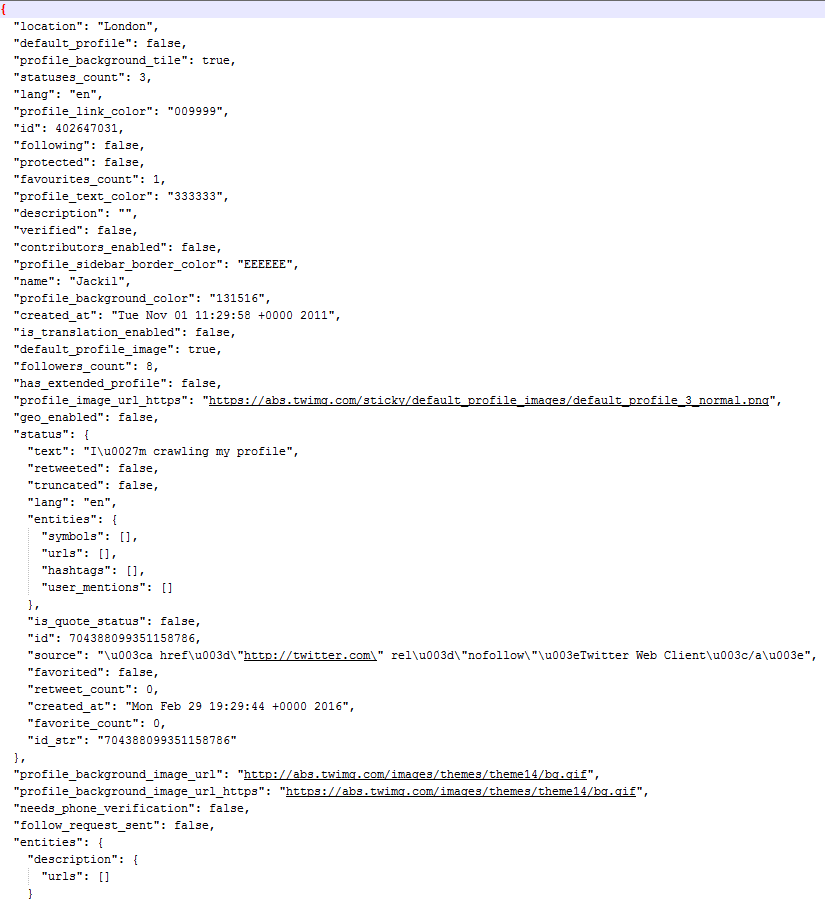 {
"location": "London",
"default_profile": false,
"profile_background_tile": true,
"statuses_count": 3,
"lang": "en",
"profile_link_color": "009999",
"id": 402647031,
"following": false,
"protected": false,
"favourites_count": 1,
"profile_text_color": "333333",
"description": "",
"verified": false,
"contributors_enabled": false,
"profile_sidebar_border_color": "EEEEEE",
"name": "Jackil",
"profile_background_color": "131516",
"created_at": "Tue Nov 01 11:29:58 +0000 2011",
"is_translation_enabled": false,
"default_profile_image": true,
"followers_count": 8,
"has_extended_profile": false,
"profile_image_url_https": "https://abs.twimg.com/sticky/default_profile_images/default_profile_3_normal.png",
"geo_enabled": false,
"status": {
"text": "I\u0027m crawling my profile",
"retweeted": false,
"truncated": false,
"lang": "en",
"entities": {
"symbols": [],
"urls": [],
"hashtags": [],
"user_mentions": []
},
"is_quote_status": false,
"id": 704388099351158786,
"source": "\u003ca href\u003d\"http://twitter.com\" rel\u003d\"nofollow\"\u003eTwitter Web Client\u003c/a\u003e",
"favorited": false,
"retweet_count": 0,
"created_at": "Mon Feb 29 19:29:44 +0000 2016",
"favorite_count": 0,
"id_str": "704388099351158786"
},
"profile_background_image_url": "http://abs.twimg.com/images/themes/theme14/bg.gif",
"profile_background_image_url_https": "https://abs.twimg.com/images/themes/theme14/bg.gif",
"needs_phone_verification": false,
"follow_request_sent": false,
"entities": {
"description": {
"urls": []
}